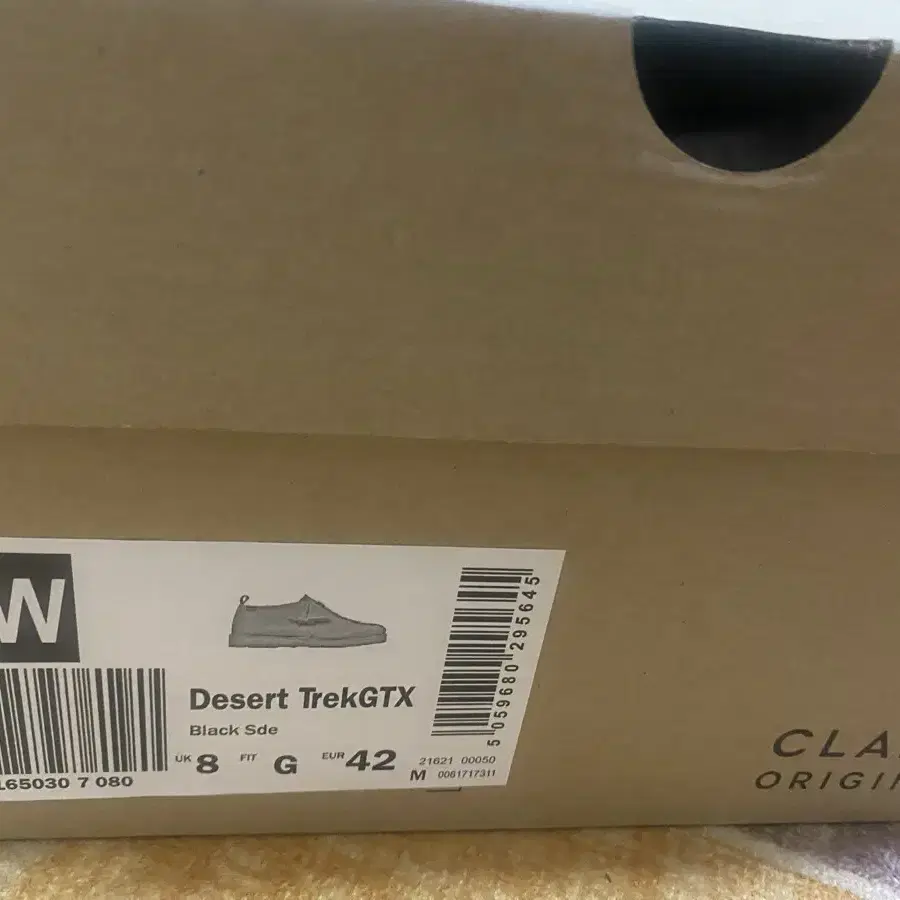 W
165030 7 080
Desert TrekGTX
Black Sde
UK 8 FIT G EUR 42
21621 00050
M 0061717311
5 059680 295645
CLA
ORIGI